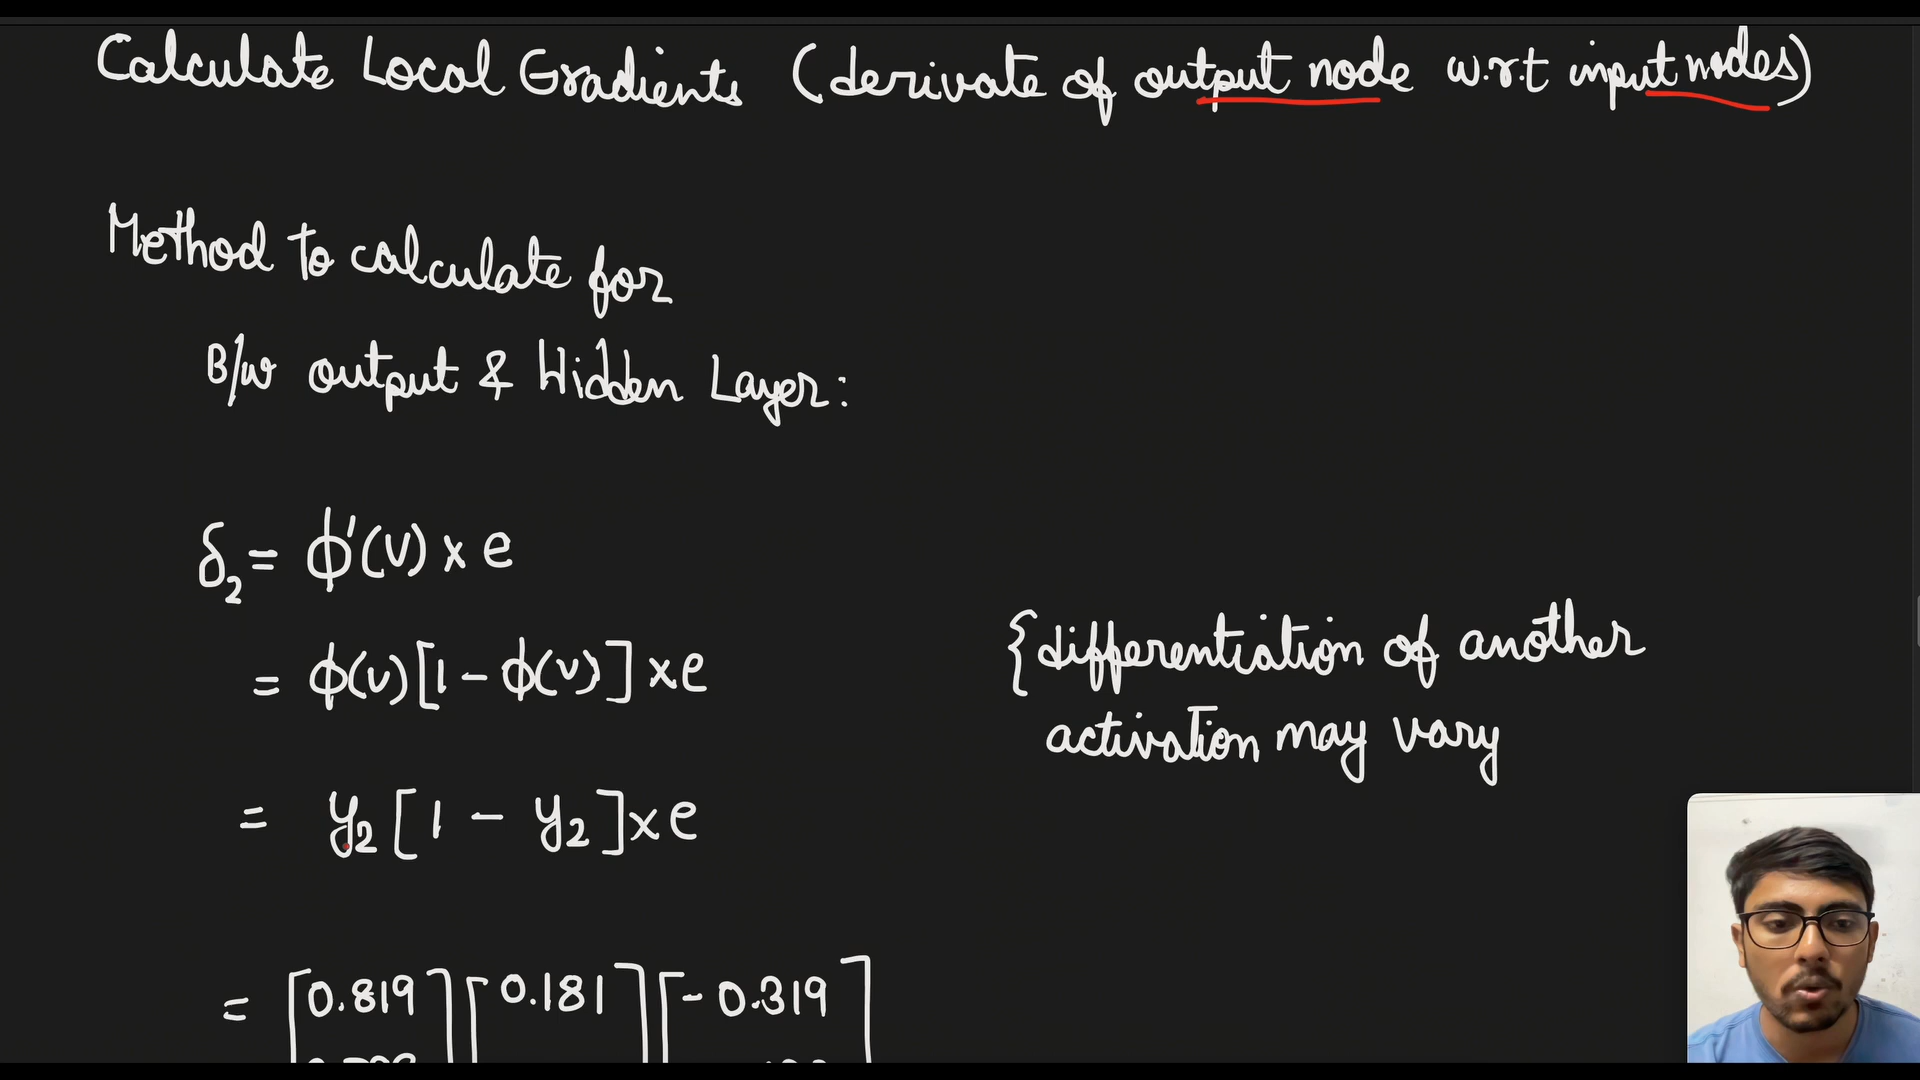 Calculate Local Gradients (derivate of output node w.r.t input nodes)
Method to calculate for
B/w output & Hidden Layer:
δ₂ = ϕ'(v) x e
= ϕ(v)[1 - ϕ(v)] x e
{differentiation of another
activation may vary
= y₂[1 - y₂] x e
= [0.819] [0.181] [-0.319]